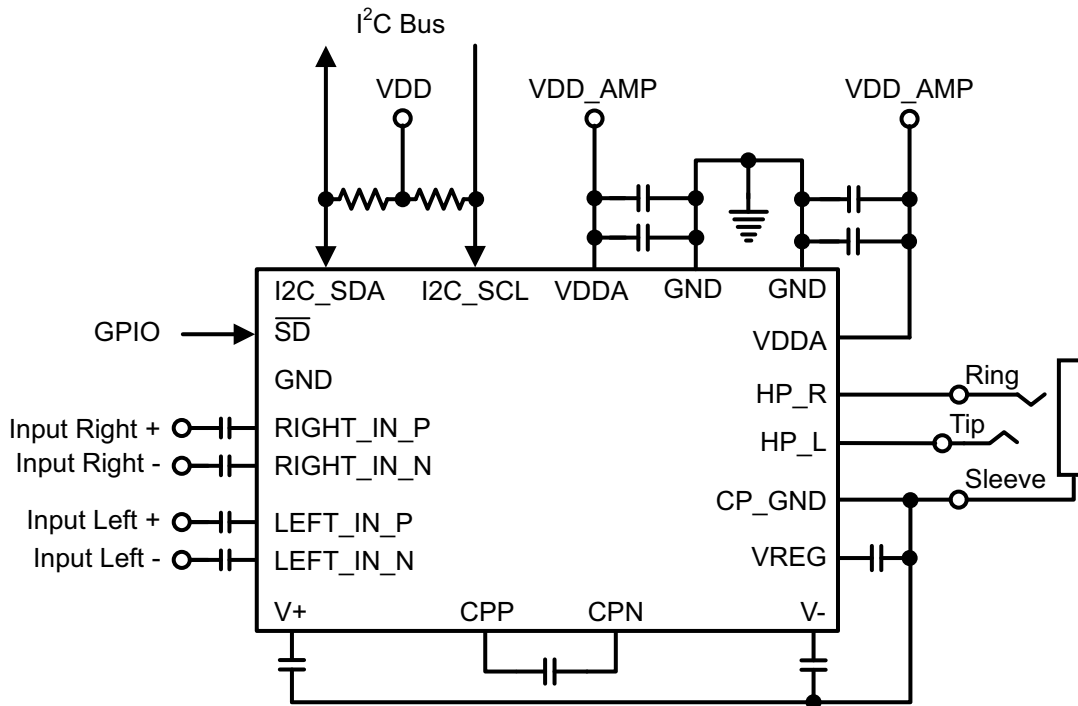 I²C Bus
VDD
VDD_AMP
VDD_AMP
I2C_SDA
I2C_SCL
VDDA
GND
GND
GPIO
SD
VDDA
GND
HP_R
Ring
Input Right +
RIGHT_IN_P
HP_L
Tip
Input Right -
RIGHT_IN_N
CP_GND
Sleeve
Input Left +
LEFT_IN_P
Input Left -
LEFT_IN_N
VREG
V+
CPP
CPN
V-